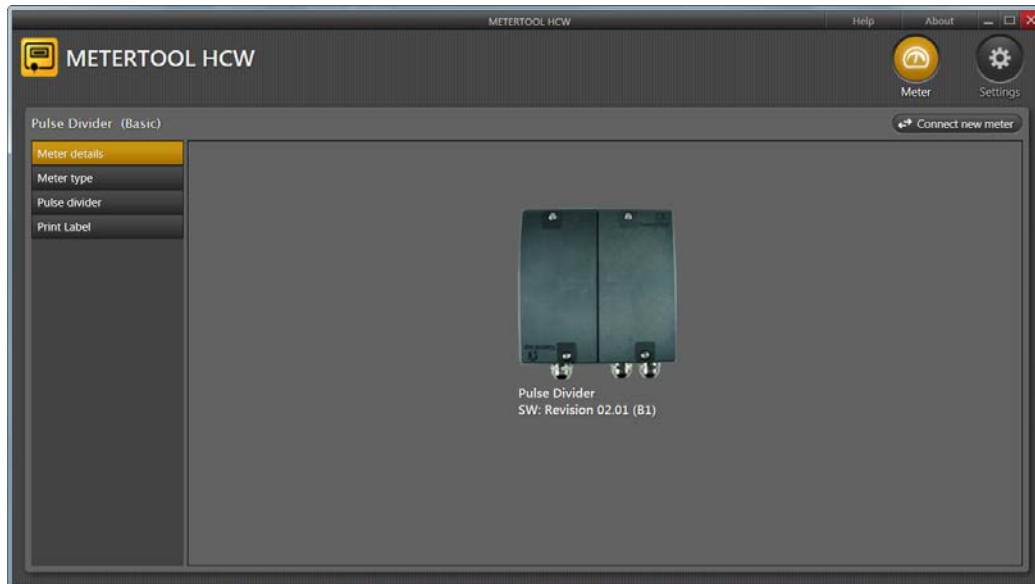 METERTOOL HCW
Help About
METERTOOL HCW
Meter Settings
Pulse Divider (Basic)
Connect new meter
Meter details
Meter type
Pulse divider
Print Label
Pulse Divider
SW: Revision 02.01 (B1)